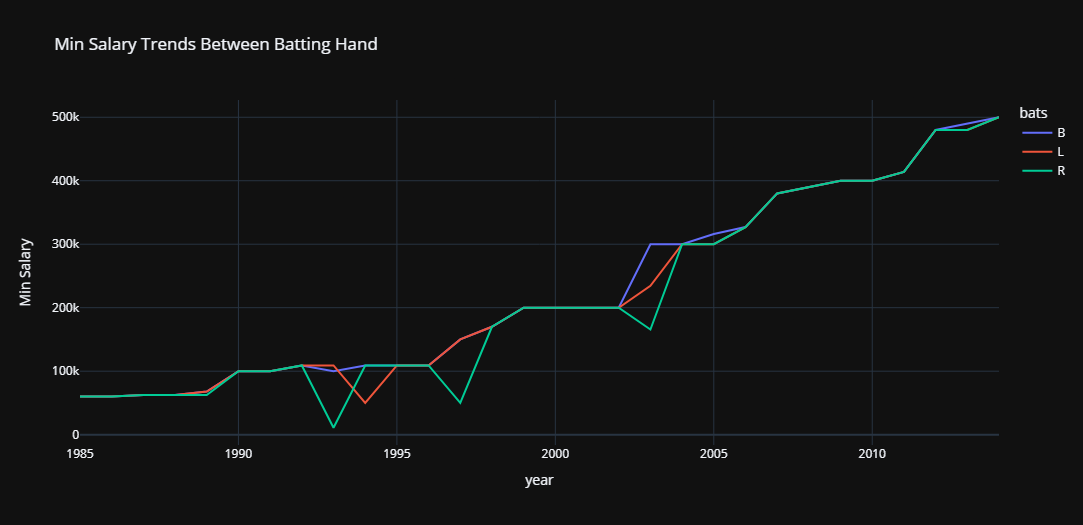 Min Salary Trends Between Batting Hand
bats
B
L
R
500k
400k
300k
200k
100k
0
Min Salary
1985
1990
1995
2000
2005
2010
year